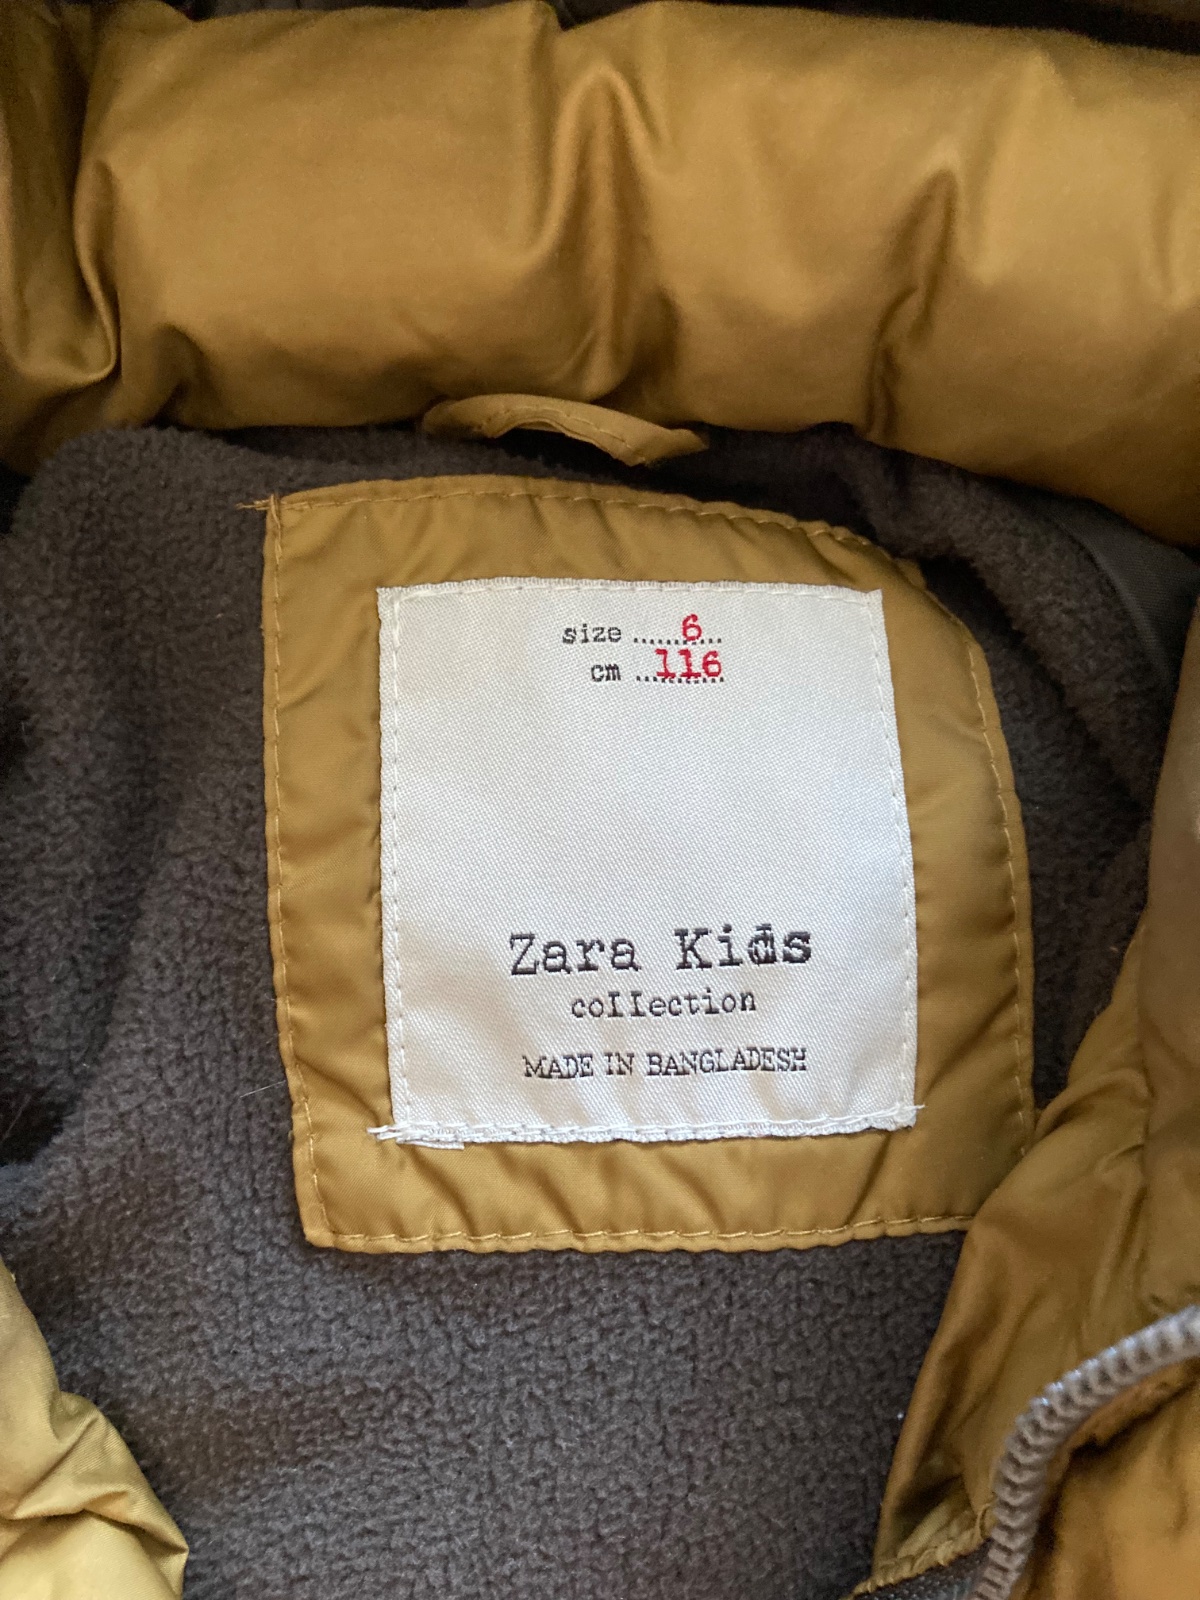 size ......6...
cm ...116...
Zara Kids
collection
MADE IN BANGLADESH